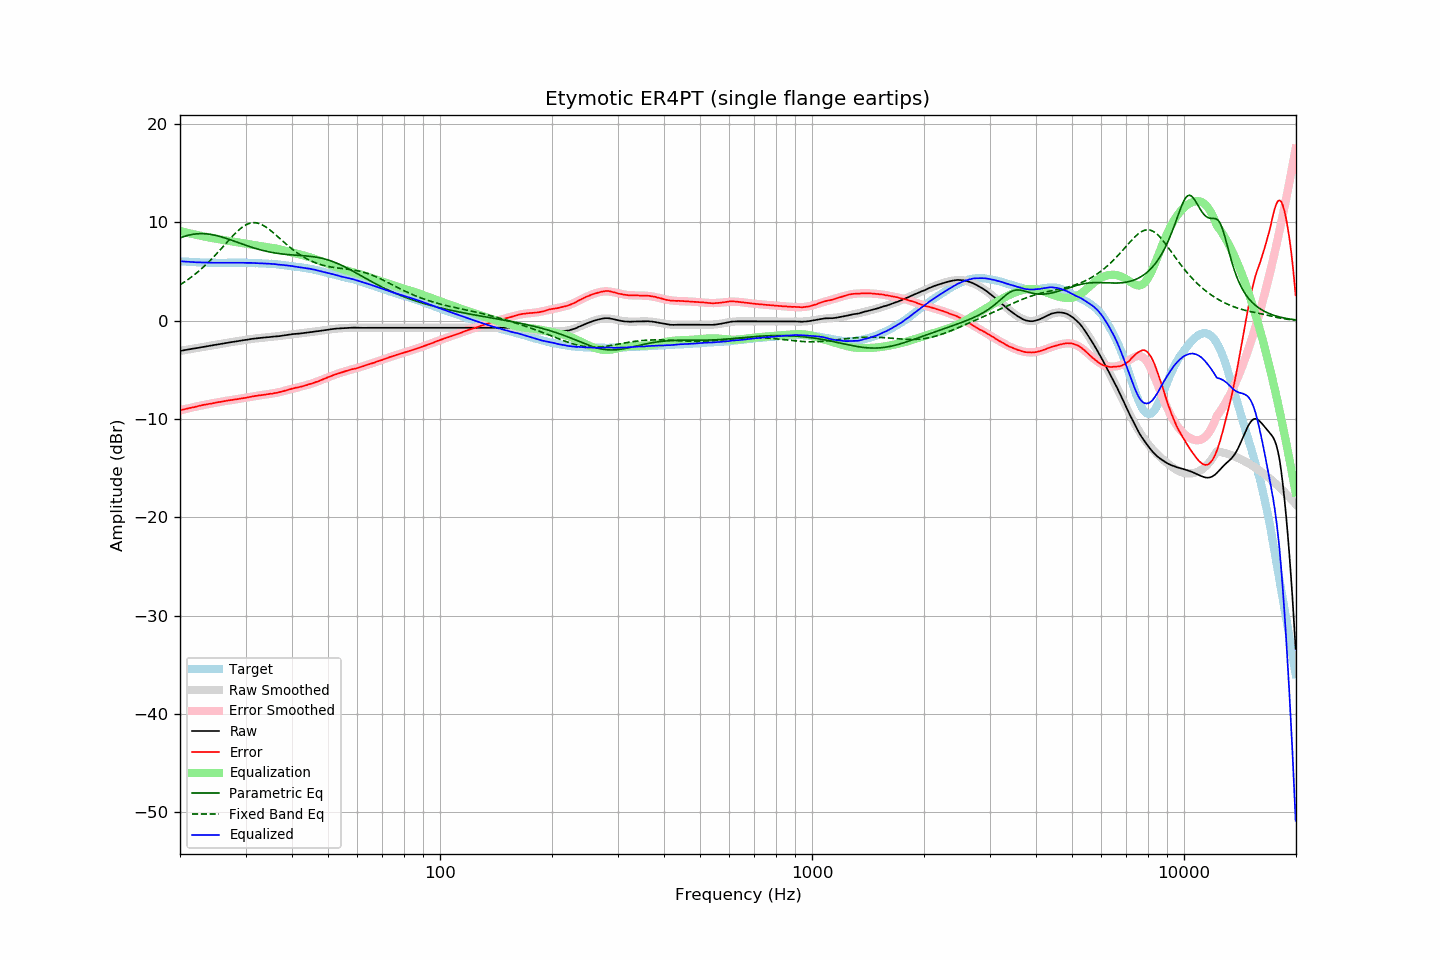 Etymotic ER4PT (single flange eartips)
20
10
0
−10
−20
−30
−40
−50
Amplitude (dBr)
Target
Raw Smoothed
Error Smoothed
Raw
Error
Equalization
Parametric Eq
Fixed Band Eq
Equalized
100
1000
10000
Frequency (Hz)